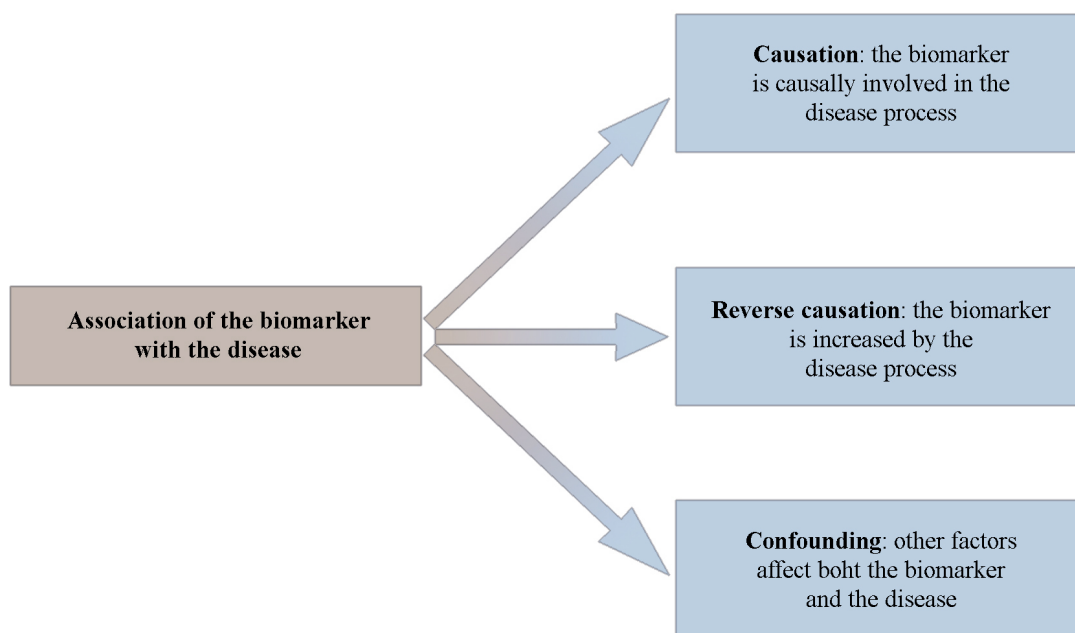 Causation: the biomarker
is causally involved in the
disease process
Association of the biomarker
with the disease
Reverse causation: the biomarker
is increased by the
disease process
Confounding: other factors
affect boht the biomarker
and the disease